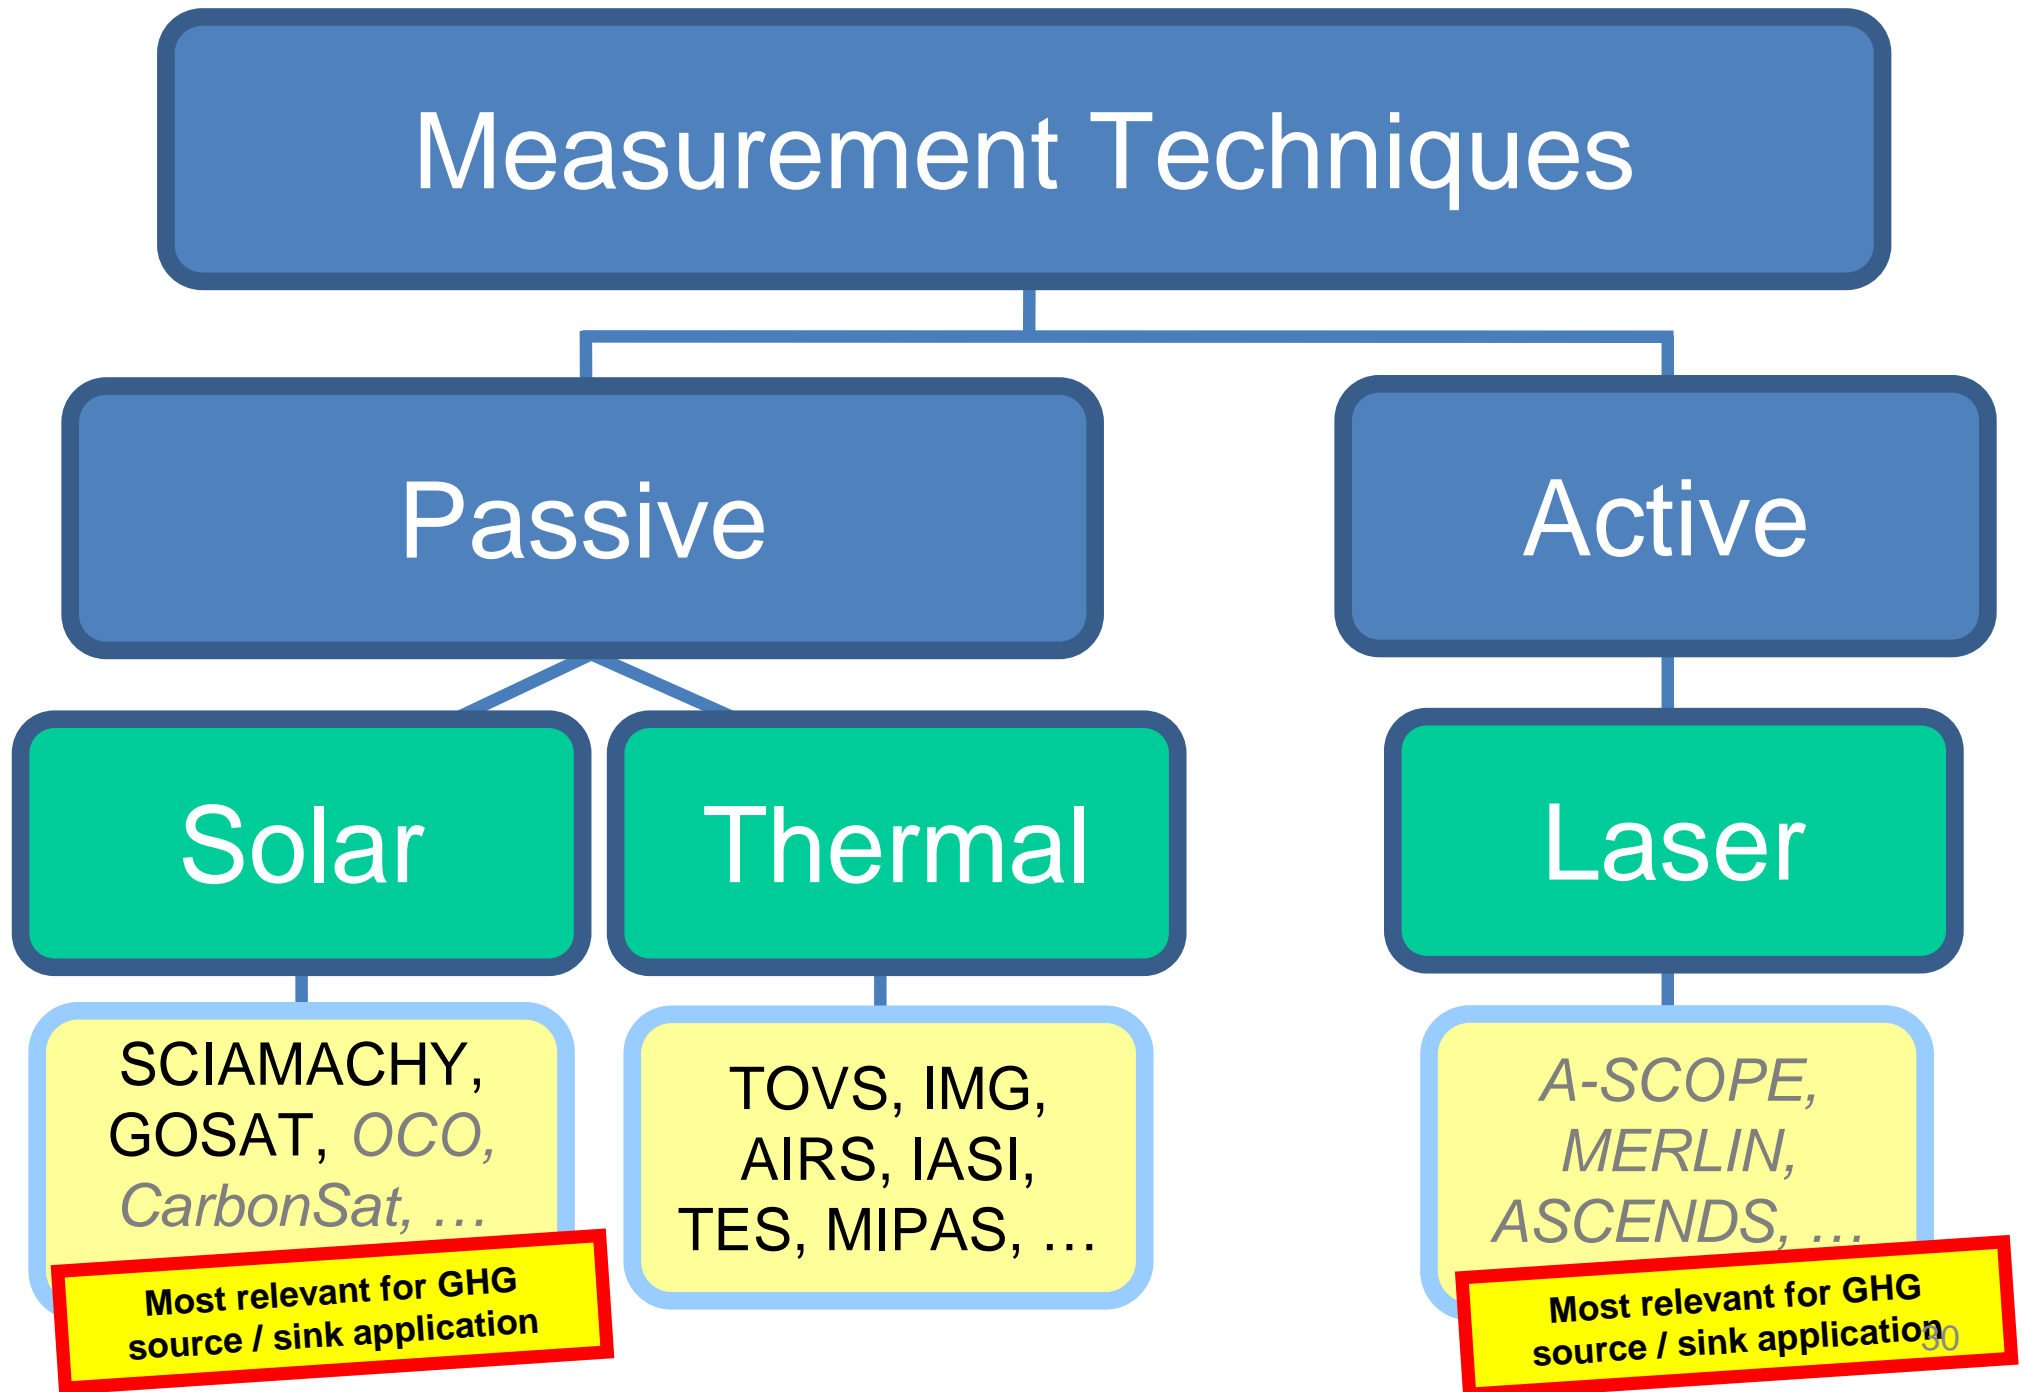 Measurement Techniques
Passive
Active
Solar
Thermal
Laser
SCIAMACHY,
GOSAT, OCO,
CarbonSat, …
TOVS, IMG,
AIRS, IASI,
TES, MIPAS, …
A-SCOPE,
MERLIN,
ASCENDS, …
Most relevant for GHG
source / sink application
Most relevant for GHG
source / sink application
30